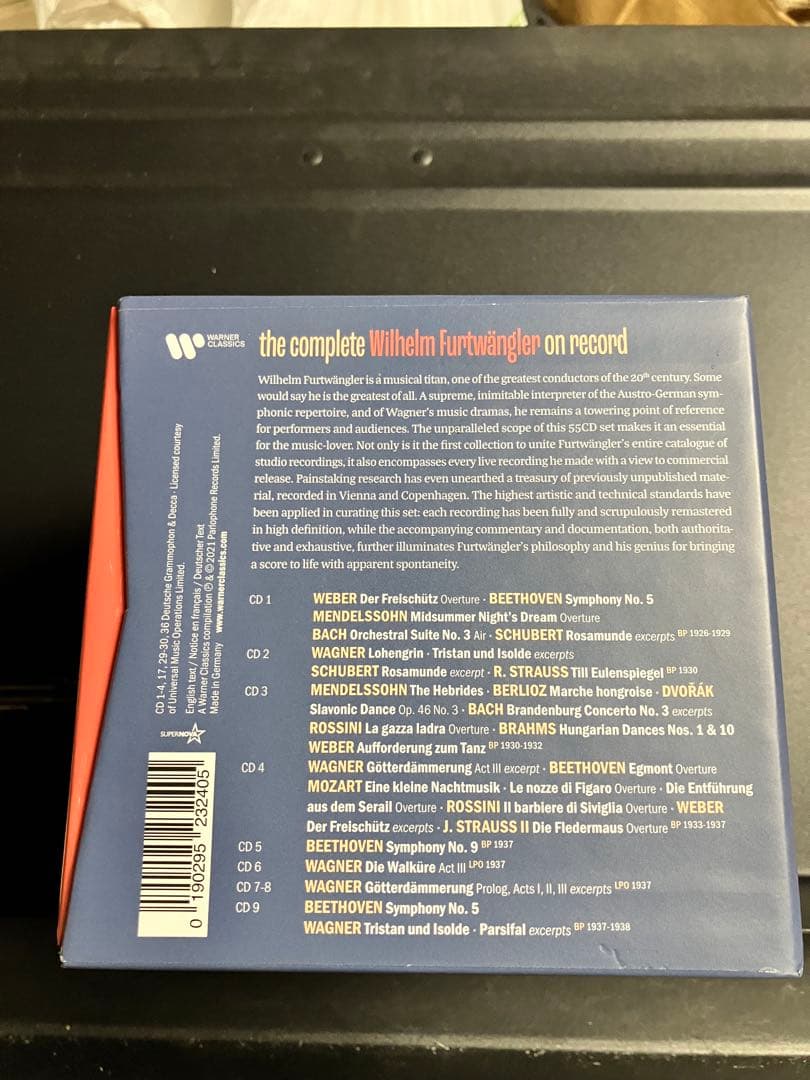 WARNER
CLASSICS
the complete Wilhelm Furtwängler on record
Wilhelm Furtwängler is a musical titan, one of the greatest conductors of the 20th century. Some
would say he is the greatest of all. A supreme, inimitable interpreter of the Austro-German sym-
phonic repertoire, and of Wagner's music dramas, he remains a towering point of reference
for performers and audiences. The unparalleled scope of this 55CD set makes it an essential
for the music-lover. Not only is it the first collection to unite Furtwängler's entire catalogue of
studio recordings, it also encompasses every live recording he made with a view to commercial
release. Painstaking research has even unearthed a treasury of previously unpublished mate-
rial, recorded in Vienna and Copenhagen. The highest artistic and technical standards have
been applied in curating this set: each recording has been fully and scrupulously remastered
in high definition, while the accompanying commentary and documentation, both authorita-
tive and exhaustive, further illuminates Furtwängler's philosophy and his genius for bringing
a score to life with apparent spontaneity.
CD 1 WEBER Der Freischütz Overture · BEETHOVEN Symphony No. 5
MENDELSSOHN Midsummer Night's Dream Overture
BACH Orchestral Suite No. 3 Air · SCHUBERT Rosamunde excerpts BP 1926-1929
CD 2 WAGNER Lohengrin · Tristan und Isolde excerpts
SCHUBERT Rosamunde excerpt · R. STRAUSS Till Eulenspiegel BP 1930
CD 3 MENDELSSOHN The Hebrides · BERLIOZ Marche hongroise · DVOŘÁK
Slavonic Dance Op. 46 No. 3 · BACH Brandenburg Concerto No. 3 excerpts
ROSSINI La gazza ladra Overture · BRAHMS Hungarian Dances Nos. 1 & 10
WEBER Aufforderung zum Tanz BP 1930-1932
CD 4 WAGNER Götterdämmerung Act III excerpt · BEETHOVEN Egmont Overture
MOZART Eine kleine Nachtmusik · Le nozze di Figaro Overture · Die Entführung
aus dem Serail Overture · ROSSINI Il barbiere di Siviglia Overture · WEBER
Der Freischütz excerpts · J. STRAUSS II Die Fledermaus Overture BP 1933-1937
CD 5 BEETHOVEN Symphony No. 9 BP 1937
CD 6 WAGNER Die Walküre Act III LPO 1937
CD 7-8 WAGNER Götterdämmerung Prolog, Acts I, II, III excerpts LPO 1937
CD 9 BEETHOVEN Symphony No. 5
WAGNER Tristan und Isolde · Parsifal excerpts BP 1937-1938
CD 1-4, 17, 29-30, 36 Deutsche Grammophon & Decca · Licensed courtesy
of Universal Music Operations Limited.
English text / Notice en français / Deutscher Text
A Warner Classics compilation ℗ & © 2021 Parlophone Records Limited.
Made in Germany www.warnerclassics.com
SUPERNOVA
0 190295 232405